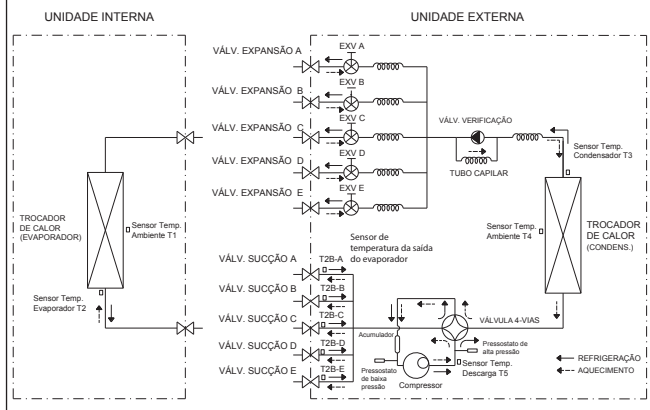 UNIDADE INTERNA
UNIDADE EXTERNA
VÁLV. EXPANSÃO A
EXV A
VÁLV. EXPANSÃO B
EXV B
VÁLV. EXPANSÃO C
EXV C
VÁLV. EXPANSÃO D
EXV D
VÁLV. EXPANSÃO E
EXV E
VÁLV. VERIFICAÇÃO
TUBO CAPILAR
Sensor Temp.
Condensador T3
TROCADOR
DE CALOR
(EVAPORADOR)
Sensor Temp.
Ambiente T1
Sensor Temp.
Evaporador T2
Sensor Temp.
Ambiente T4
TROCADOR
DE CALOR
(CONDENS.)
Sensor de
temperatura da saída
do evaporador
VÁLV. SUCÇÃO A
T2B-A
VÁLV. SUCÇÃO B
T2B-B
VÁLV. SUCÇÃO C
T2B-C
VÁLV. SUCÇÃO D
T2B-D
VÁLV. SUCÇÃO E
T2B-E
Acumulador
VÁLVULA 4-VIAS
Pressostato de
alta pressão
Pressostato
de baixa
pressão
Compressor
Sensor Temp.
Descarga T5
REFRIGERAÇÃO
AQUECIMENTO